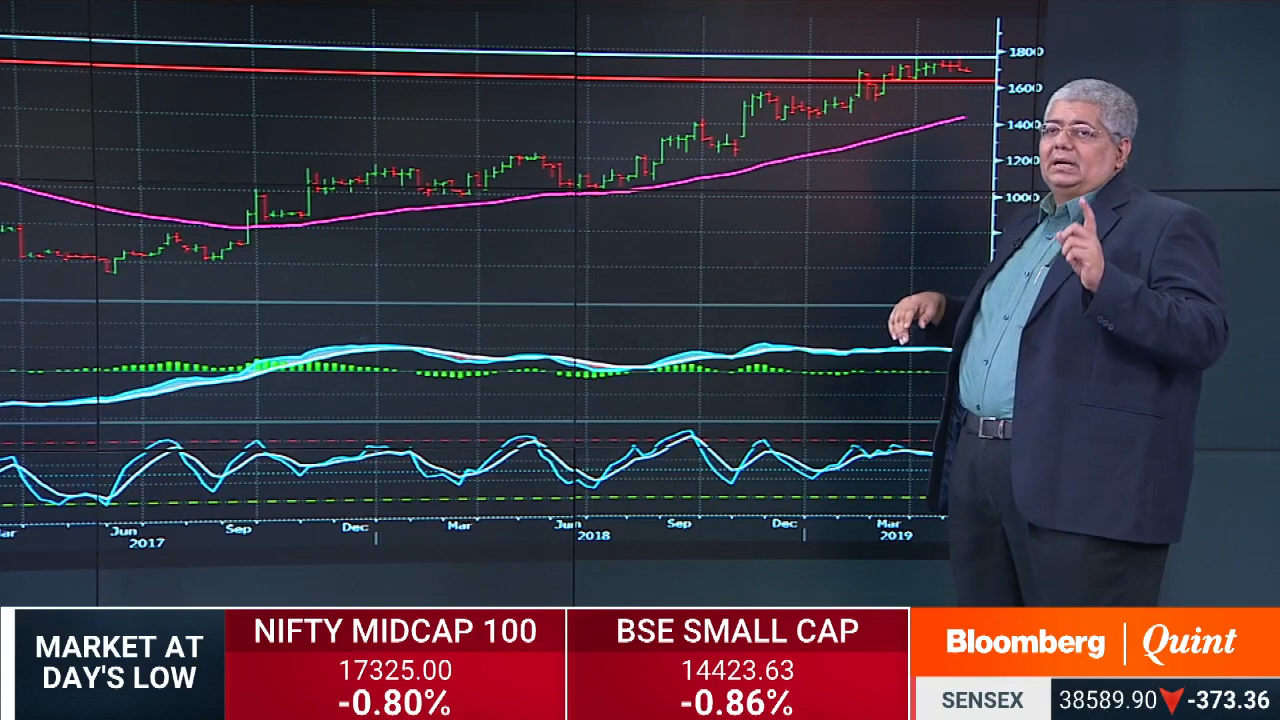 1800
1600
1400
1200
1000
Jun Sep Dec Mar Jun Sep Dec Mar
2017 2018 2019
MARKET AT
DAY'S LOW
NIFTY MIDCAP 100
17325.00
-0.80%
BSE SMALL CAP
14423.63
-0.86%
Bloomberg | Quint
SENSEX 38589.90 -373.36